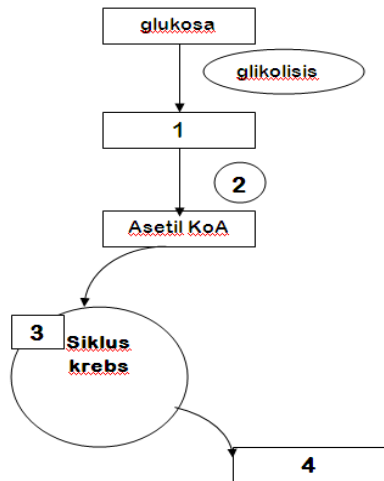 glukosa
glikolisis
1
2
Asetil KoA
3
Siklus
krebs
4